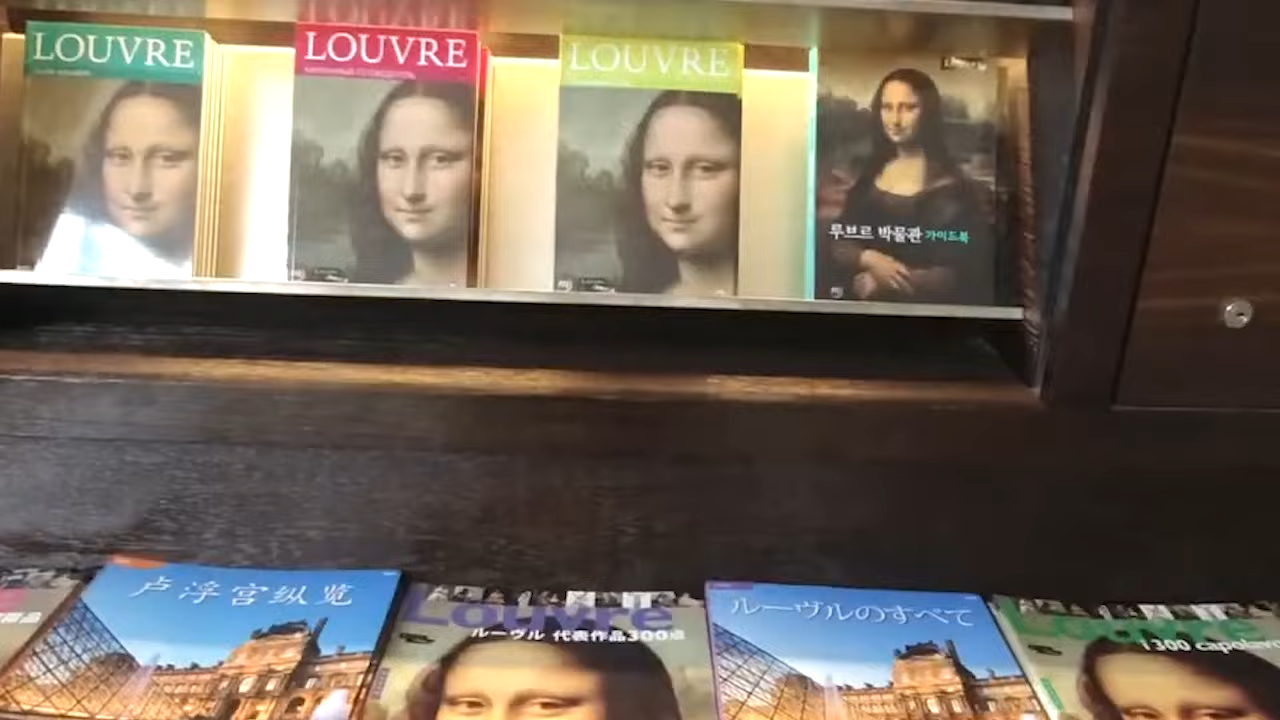 LOUVRE
LOUVRE
LOUVRE
루브르 박물관 가이드북
卢浮宫纵览
Louvre
ルーヴル 代表作品300点
ルーヴルのすべて
Louvre
300 capolavo